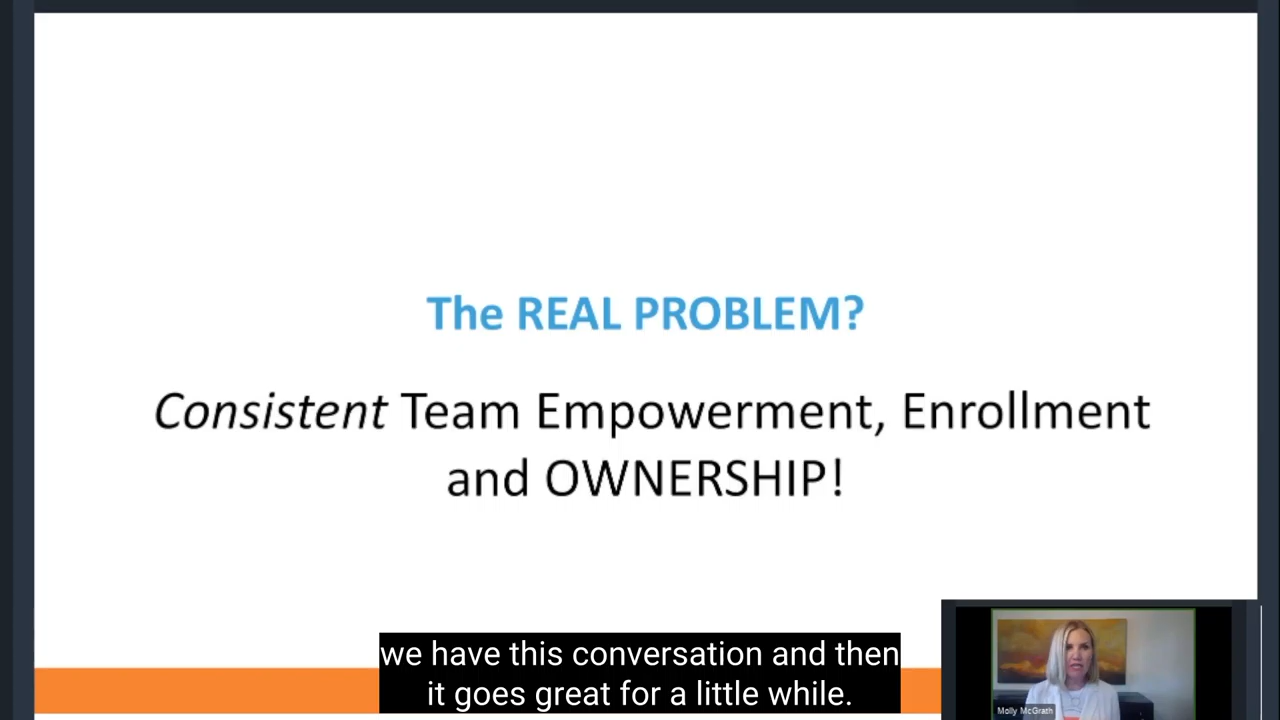 The REAL PROBLEM?
Consistent Team Empowerment, Enrollment
and OWNERSHIP!
we have this conversation and then
it goes great for a little while.
Molly McGrath